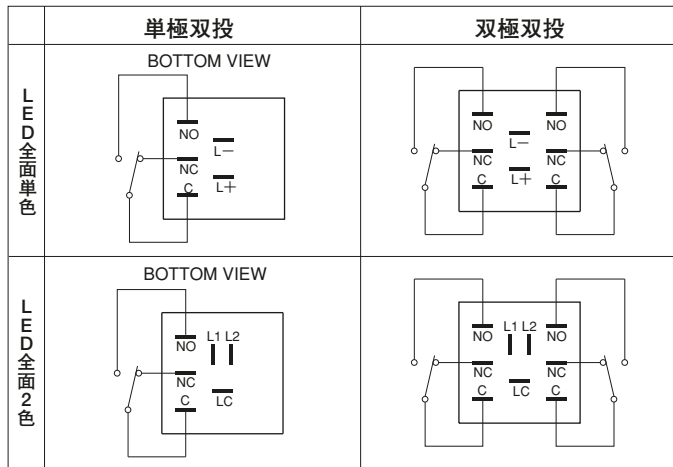 単極双投
双極双投
LED全面単色
BOTTOM VIEW
NO
L−
NC
L+
C
NO
NO
L−
NC
NC
L+
C
C
LED全面2色
BOTTOM VIEW
L1 L2
NO
NC
C
LC
L1 L2
NO
NO
NC
NC
C
LC
C